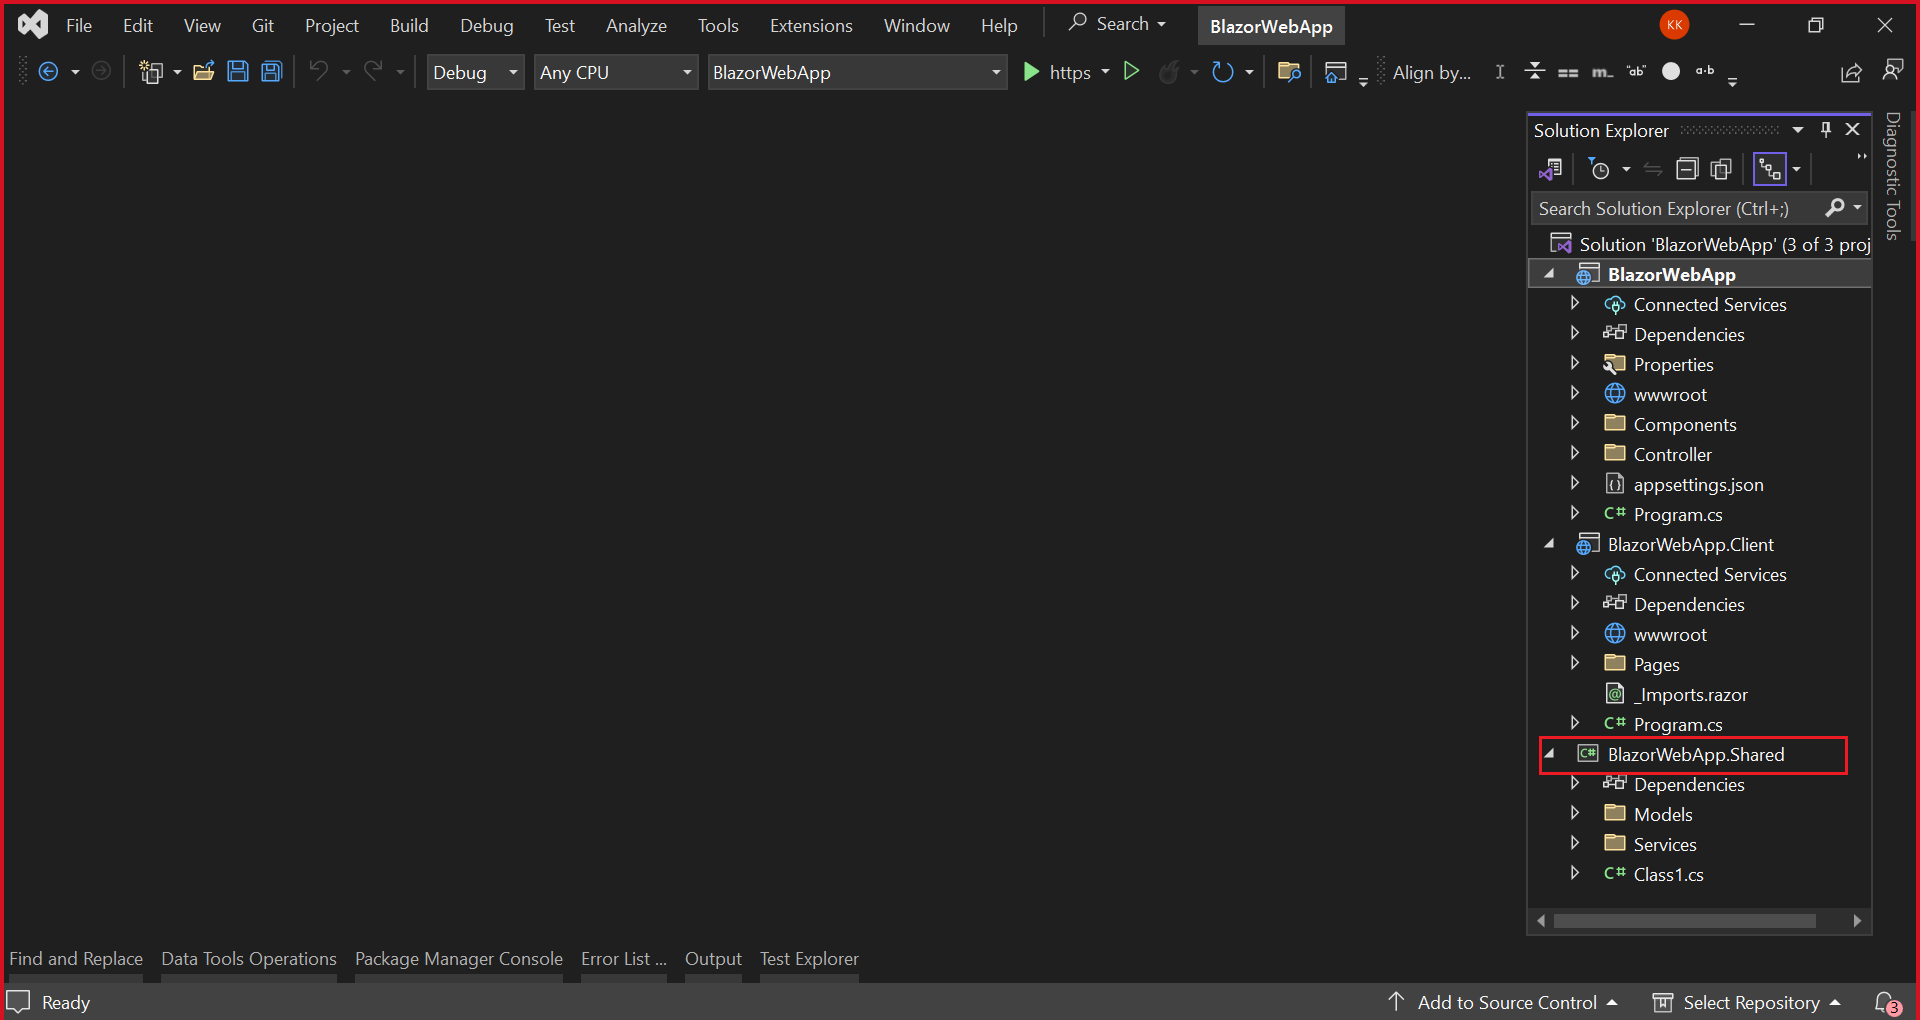 File Edit View Git Project Build Debug Test Analyze Tools Extensions Window Help Search BlazorWebApp KK
Debug Any CPU BlazorWebApp https Align by...
Solution Explorer
Search Solution Explorer (Ctrl+;)
Solution 'BlazorWebApp' (3 of 3 proj
BlazorWebApp
Connected Services
Dependencies
Properties
wwwroot
Components
Controller
appsettings.json
C# Program.cs
BlazorWebApp.Client
Connected Services
Dependencies
wwwroot
Pages
_Imports.razor
C# Program.cs
C# BlazorWebApp.Shared
Dependencies
Models
Services
C# Class1.cs
Diagnostic Tools
Find and Replace Data Tools Operations Package Manager Console Error List ... Output Test Explorer
Ready Add to Source Control Select Repository 3